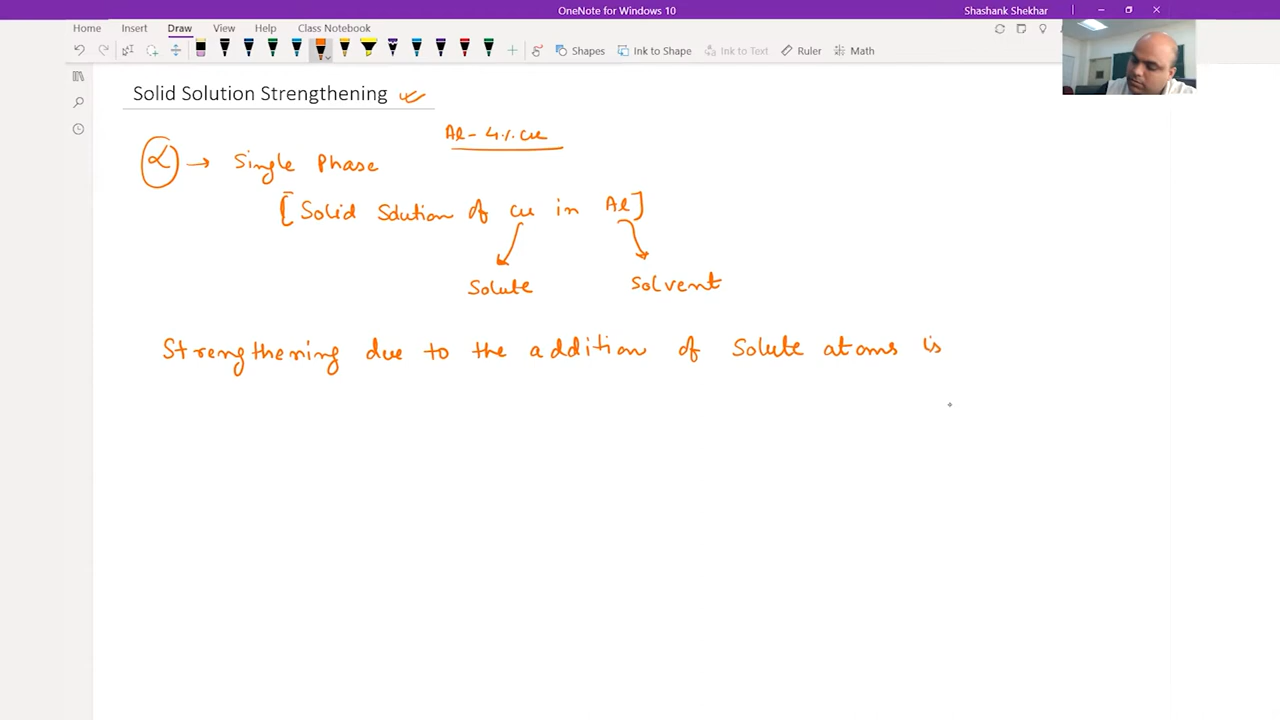 OneNote for Windows 10
Shashank Shekhar
Home Insert Draw View Help Class Notebook
Shapes Ink to Shape Ink to Text Ruler Math
Solid Solution Strengthening
Al - 4% Cu
α → Single Phase
[Solid Solution of Cu in Al]
Solute Solvent
Strengthening due to the addition of Solute atoms is